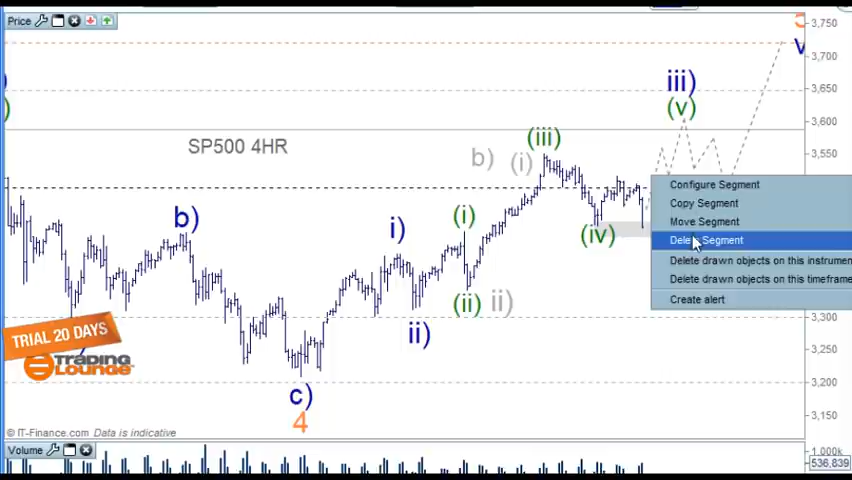 Price
3,750
5
v
iii)
(v)
3,650
3,600
SP500 4HR
(iii)
b)
(i)
3,550
Configure Segment
Copy Segment
Move Segment
Delete Segment
Delete drawn objects on this instrumen
Delete drawn objects on this timeframe
Create alert
b)
i)
(i)
(iv)
(ii)
ii)
ii)
3,300
TRIAL 20 DAYS
TRADING
LOUNGE
3,250
3,200
c)
4
3,150
© IT-Finance.com Data is indicative
Volume
1.000k
536,839